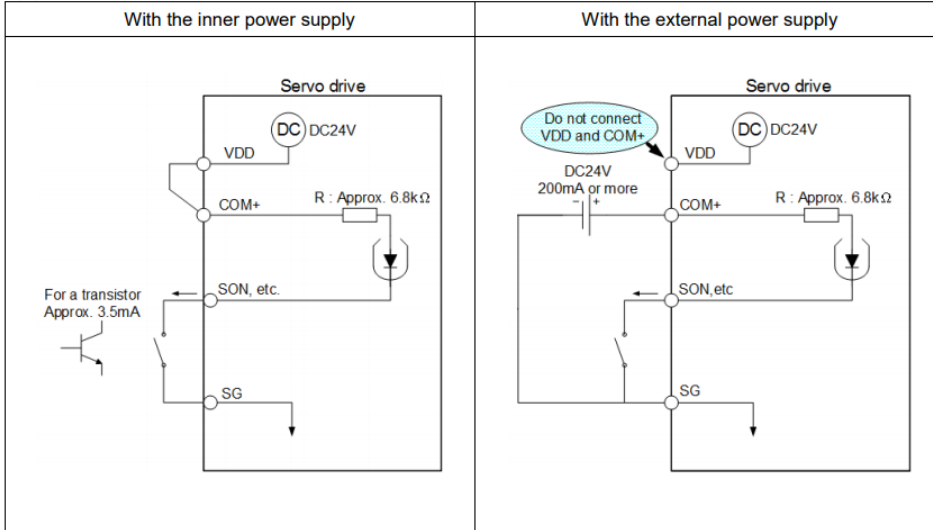 With the inner power supply
With the external power supply
Servo drive
DC
DC24V
VDD
COM+
R : Approx. 6.8kΩ
SON, etc.
For a transistor
Approx. 3.5mA
SG
Servo drive
Do not connect
VDD and COM+
DC
DC24V
VDD
DC24V
200mA or more
- +
COM+
R : Approx. 6.8kΩ
SON,etc
SG